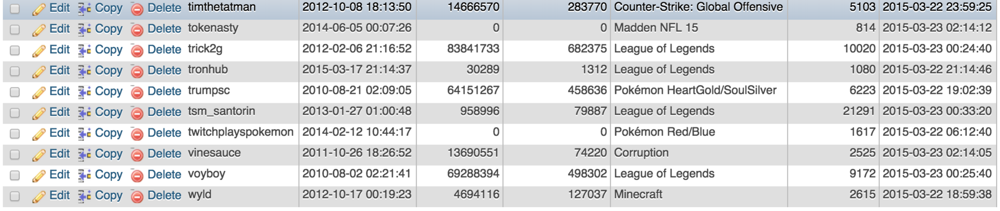 Edit Copy Delete timthetatman 2012-10-08 18:13:50 14666570 283770 Counter-Strike: Global Offensive 5103 2015-03-22 23:59:25
Edit Copy Delete tokenasty 2014-06-05 00:07:26 0 0 Madden NFL 15 814 2015-03-23 02:14:12
Edit Copy Delete trick2g 2012-02-06 21:16:52 83841733 682375 League of Legends 10020 2015-03-23 00:24:40
Edit Copy Delete tronhub 2015-03-17 21:14:37 30289 1312 League of Legends 1080 2015-03-22 21:14:46
Edit Copy Delete trumpsc 2010-08-21 02:09:05 64151267 458636 Pokémon HeartGold/SoulSilver 6223 2015-03-22 19:02:39
Edit Copy Delete tsm_santorin 2013-01-27 01:00:48 958996 79887 League of Legends 21291 2015-03-23 00:33:20
Edit Copy Delete twitchplayspokemon 2014-02-12 10:44:17 0 0 Pokémon Red/Blue 1617 2015-03-22 06:12:40
Edit Copy Delete vinesauce 2011-10-26 18:26:52 13690551 74220 Corruption 2525 2015-03-23 02:14:05
Edit Copy Delete voyboy 2010-08-02 02:21:41 69288394 498302 League of Legends 9172 2015-03-23 00:25:40
Edit Copy Delete wyld 2012-10-17 00:19:23 4694116 127037 Minecraft 2615 2015-03-22 18:59:38